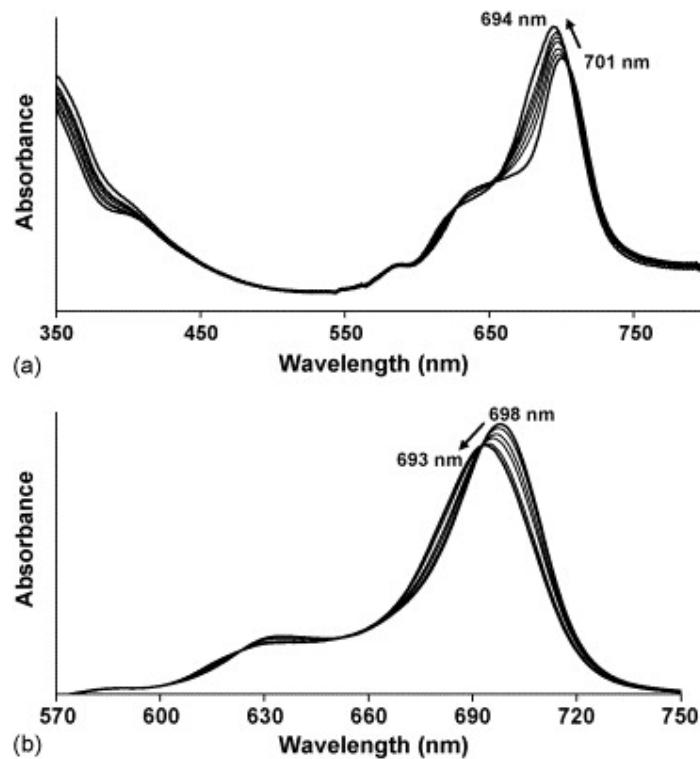 694 nm
701 nm
Absorbance
350 450 550 650 750
Wavelength (nm)
(a)
698 nm
693 nm
Absorbance
570 600 630 660 690 720 750
Wavelength (nm)
(b)